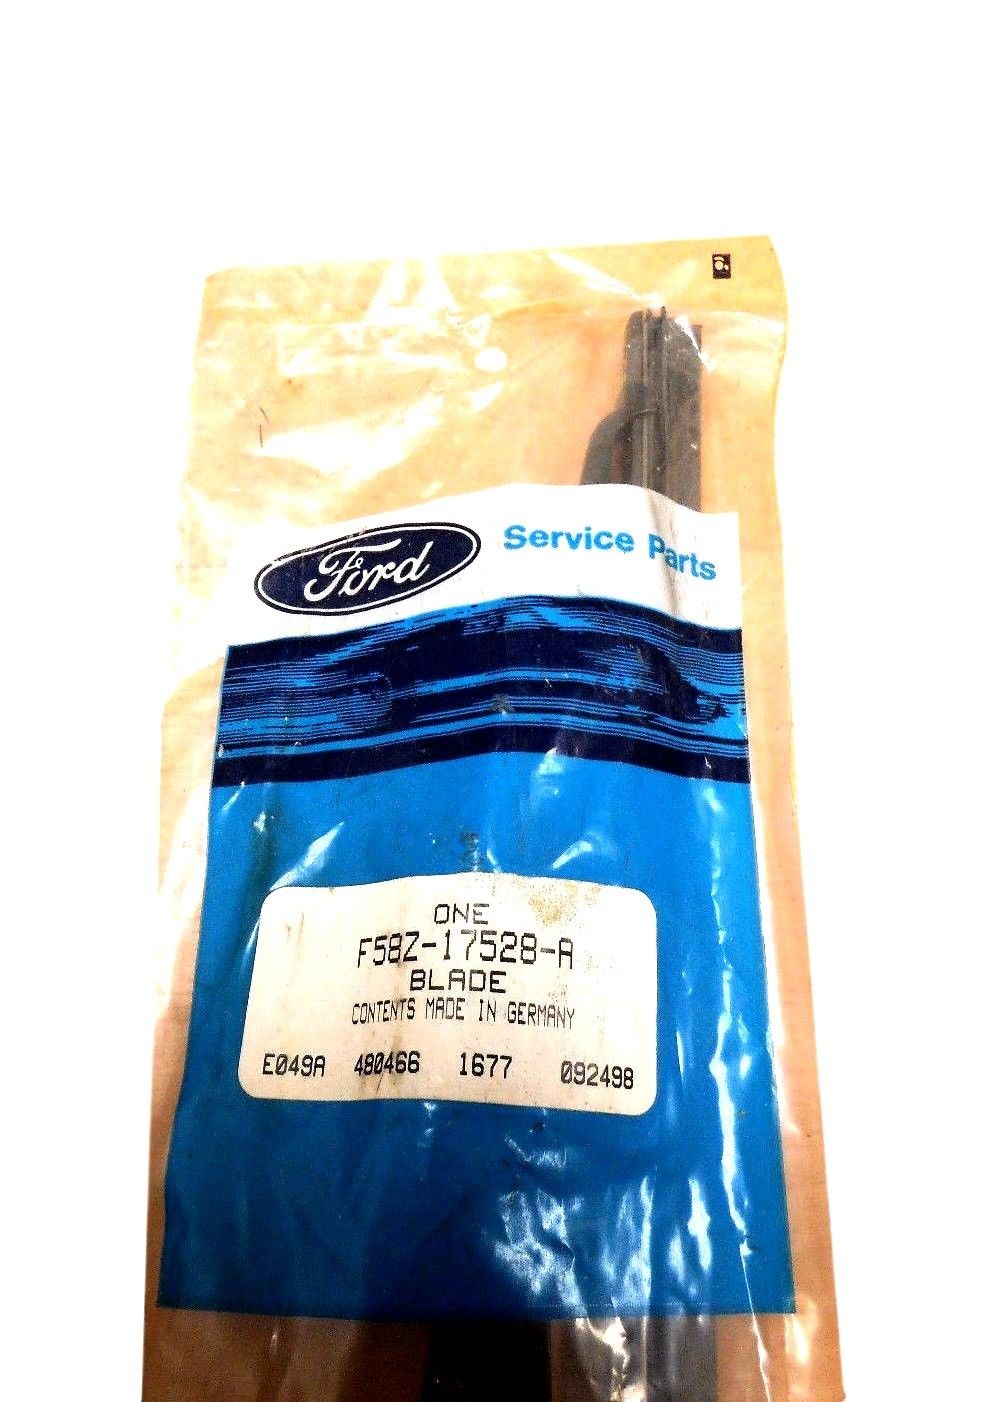 Ford
Service Parts
ONE
F58Z-17528-A
BLADE
CONTENTS MADE IN GERMANY
E049A 480466 1677 092498